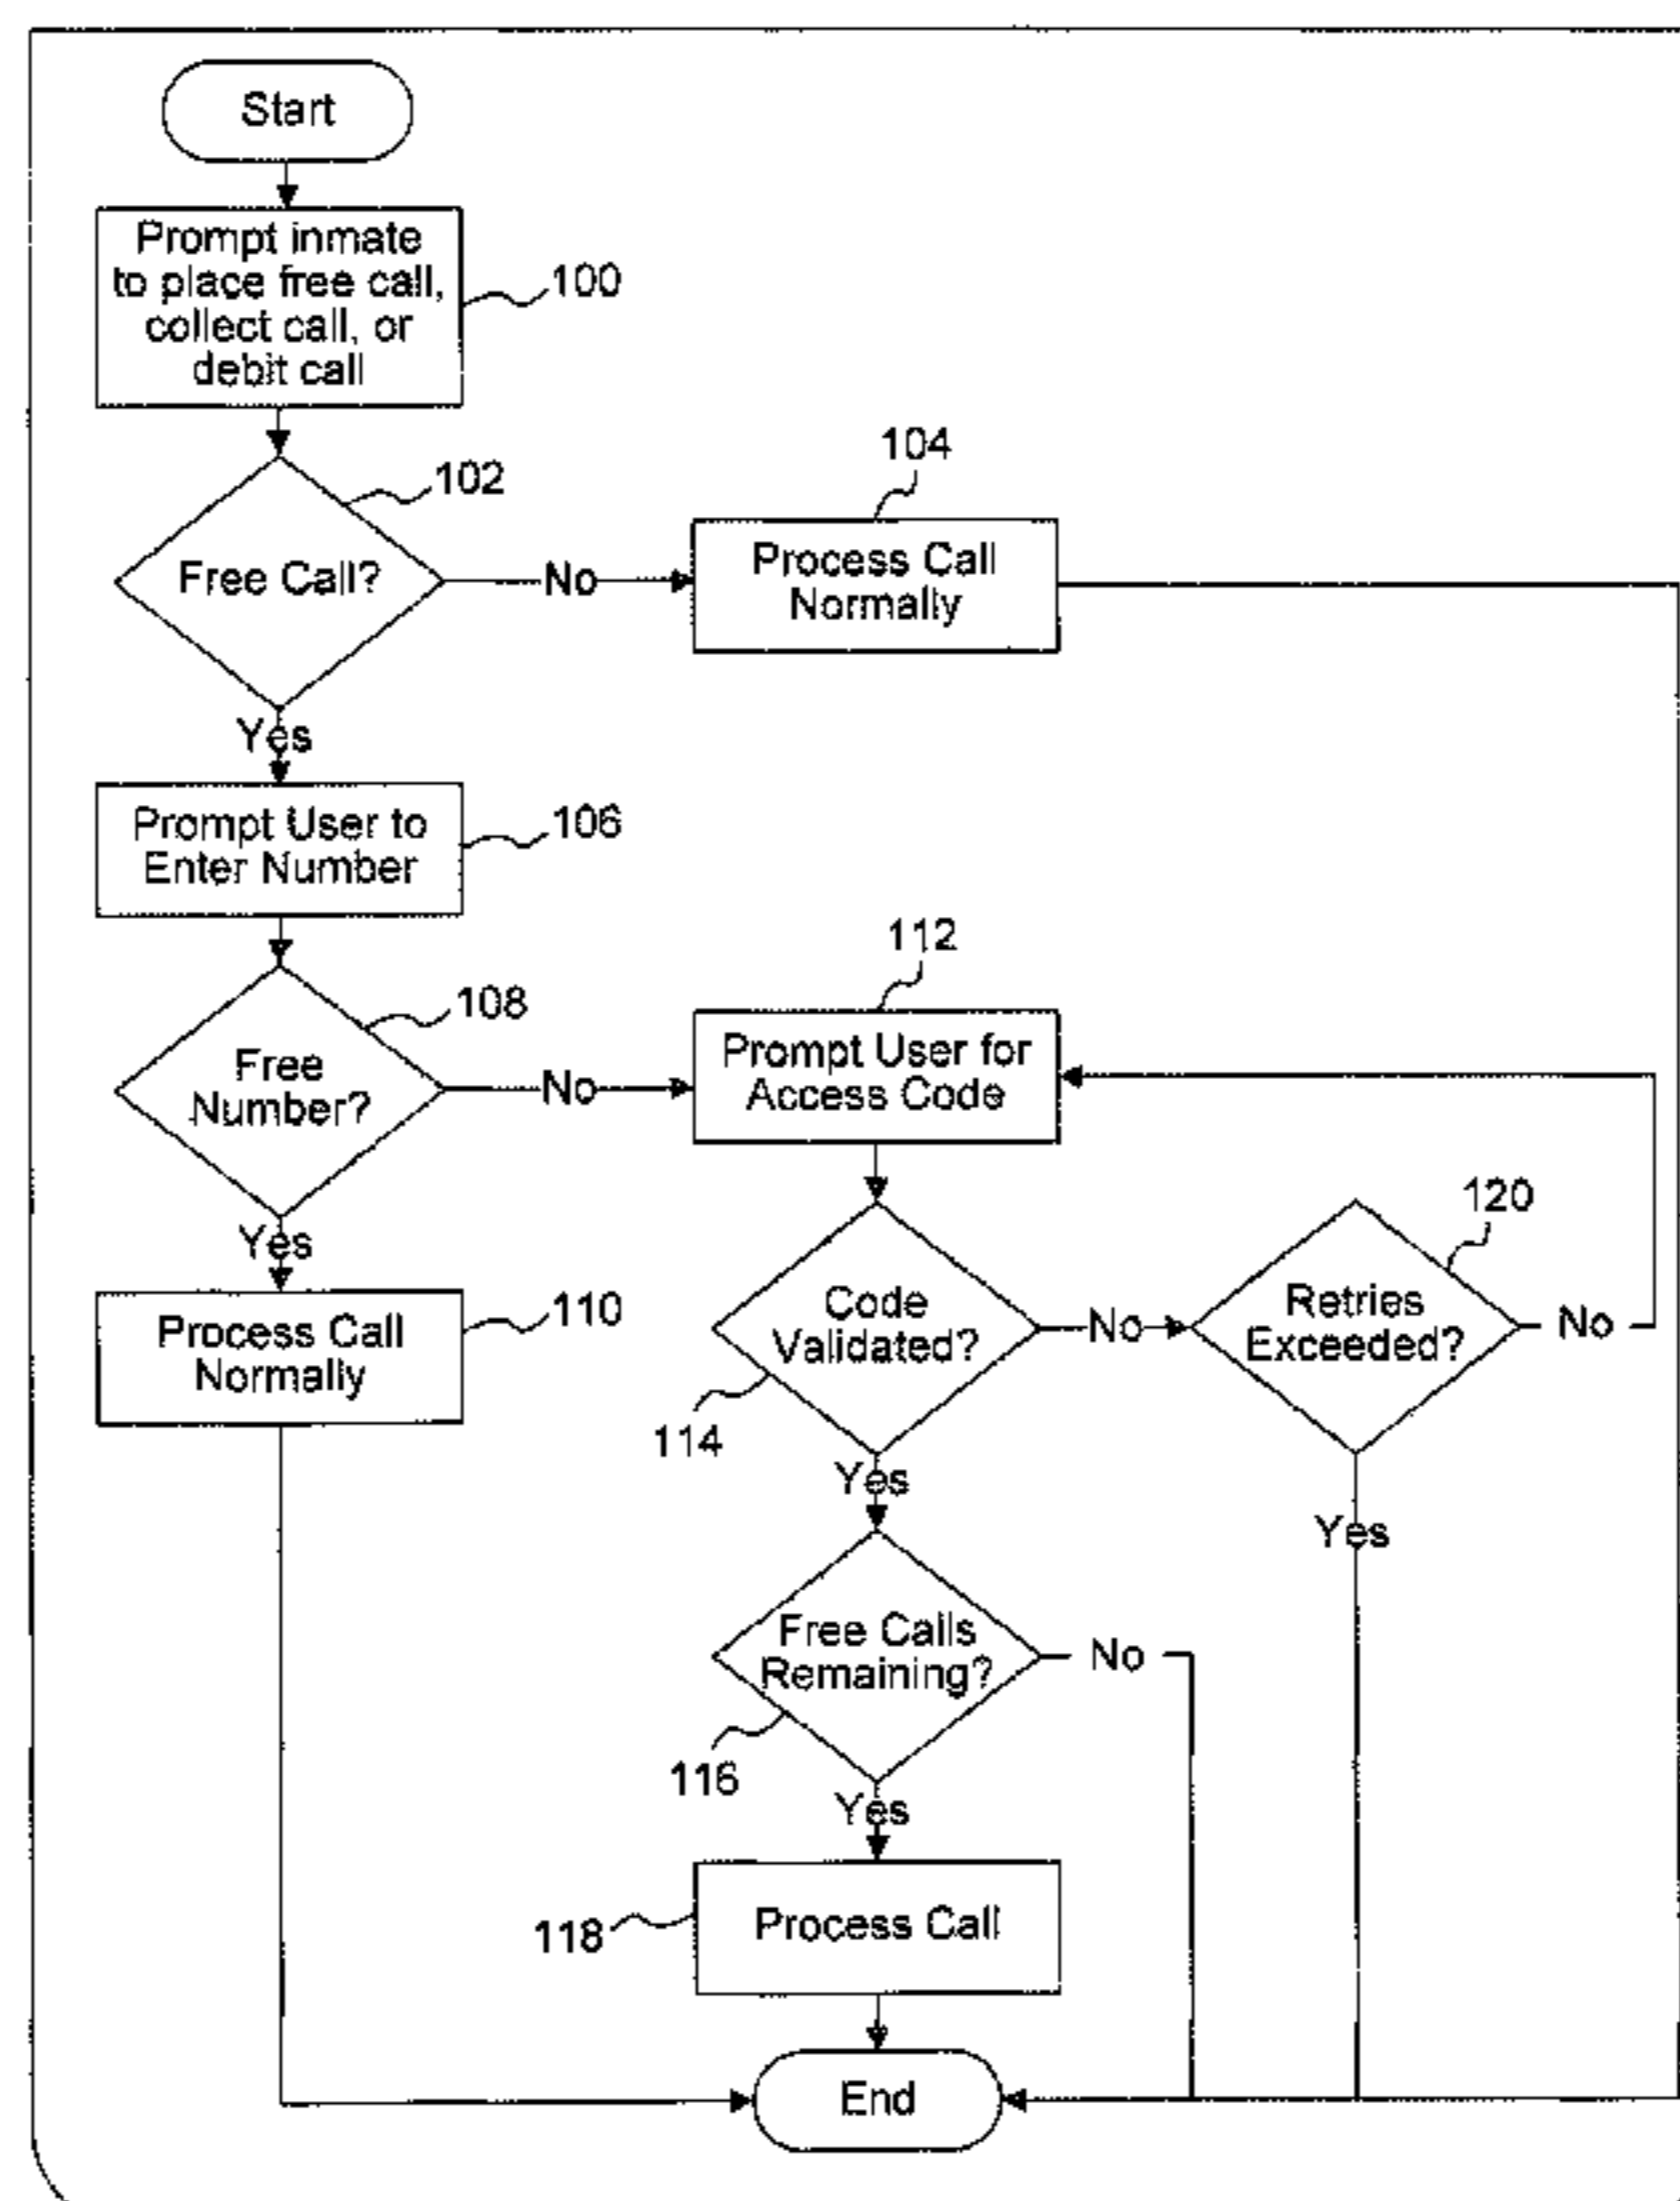 Start
Prompt inmate
to place free call,
collect call, or
debit call
100
102
Free Call?
No
104
Process Call
Normally
Yes
Prompt User to
Enter Number
106
108
Free
Number?
No
112
Prompt User for
Access Code
Yes
Process Call
Normally
110
Code
Validated?
114
No
120
Retries
Exceeded?
No
Yes
Yes
Free Calls
Remaining?
No
116
Yes
118
Process Call
End